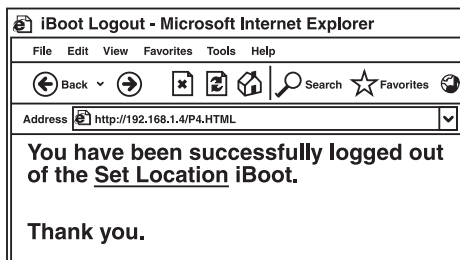 iBoot Logout - Microsoft Internet Explorer
File Edit View Favorites Tools Help
Back Search Favorites
Address http://192.168.1.4/P4.HTML
You have been successfully logged out
of the Set Location iBoot.
Thank you.